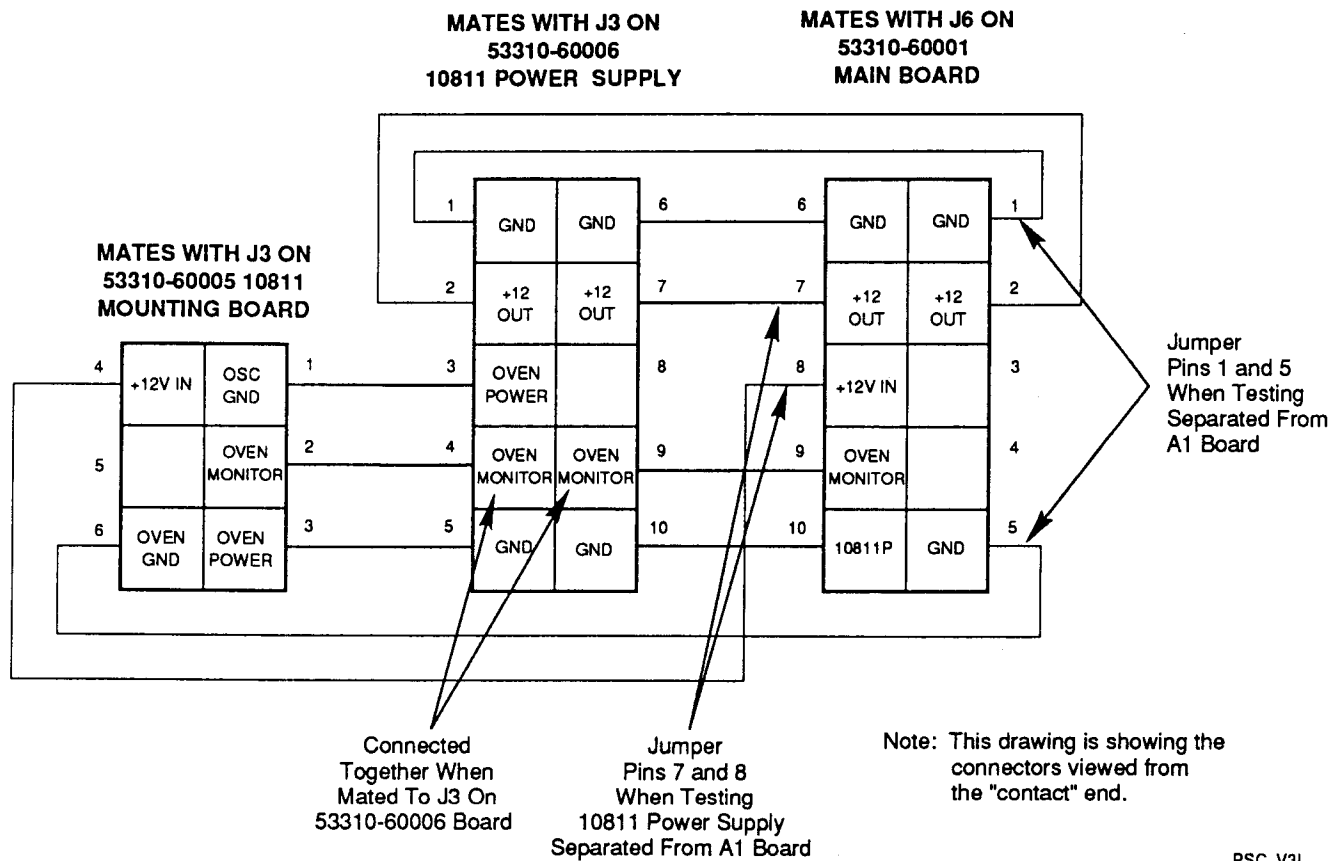 MATES WITH J3 ON
53310-60006
10811 POWER SUPPLY
MATES WITH J6 ON
53310-60001
MAIN BOARD
MATES WITH J3 ON
53310-60005 10811
MOUNTING BOARD
4
+12V IN
OSC
GND
1
5
OVEN
MONITOR
2
6
OVEN
GND
OVEN
POWER
3
1
GND
GND
6
2
+12
OUT
+12
OUT
7
3
OVEN
POWER
8
4
OVEN
MONITOR
OVEN
MONITOR
9
5
GND
GND
10
6
GND
GND
1
7
+12
OUT
+12
OUT
2
8
+12V IN
3
9
OVEN
MONITOR
4
10
10811P
GND
5
Jumper
Pins 1 and 5
When Testing
Separated From
A1 Board
Connected
Together When
Mated To J3 On
53310-60006 Board
Jumper
Pins 7 and 8
When Testing
10811 Power Supply
Separated From A1 Board
Note: This drawing is showing the
connectors viewed from
the "contact" end.